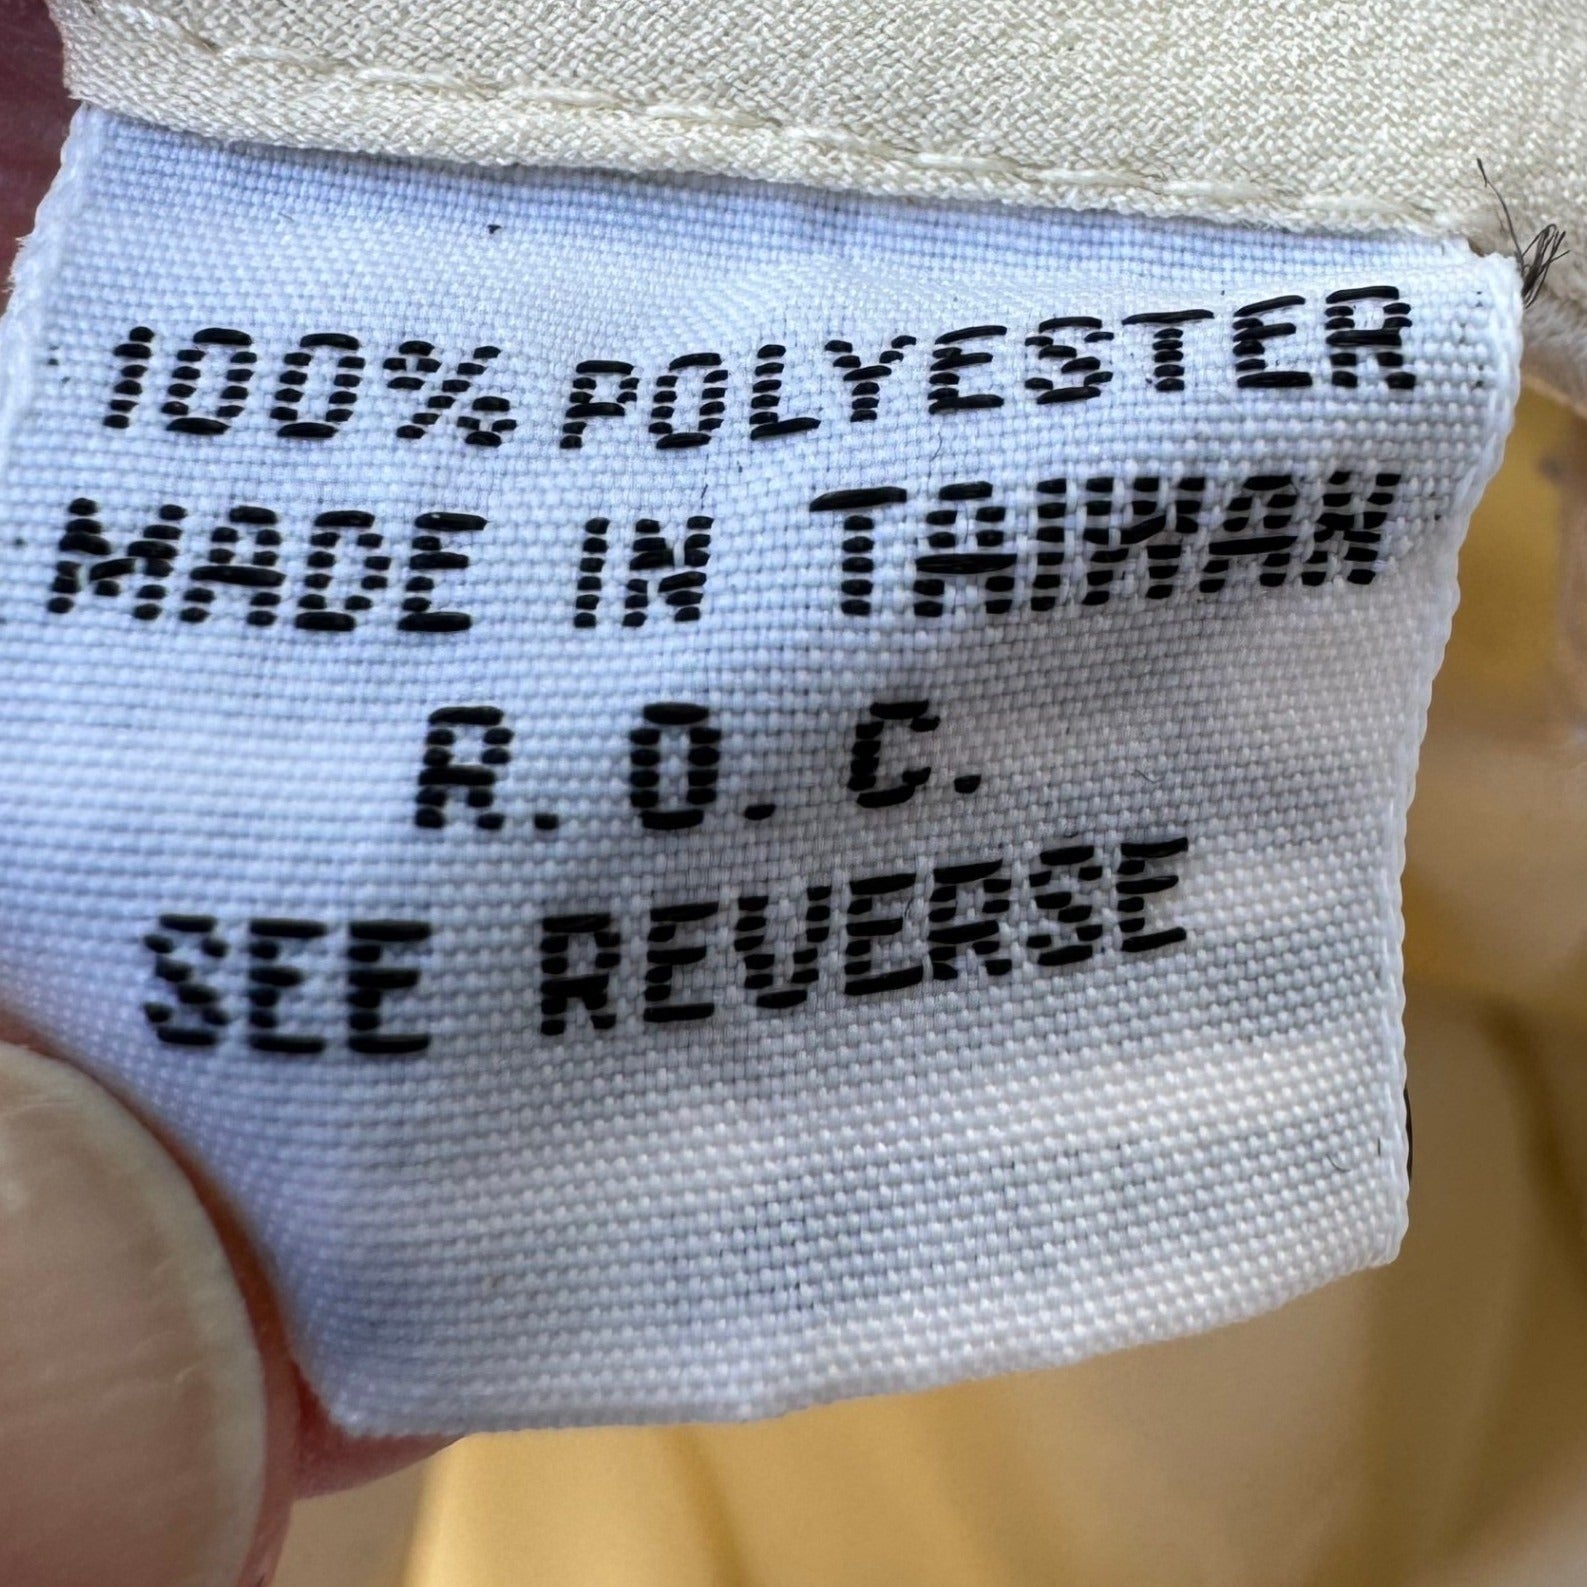 100% POLYESTER
MADE IN TAIWAN
R.O.C.
SEE REVERSE